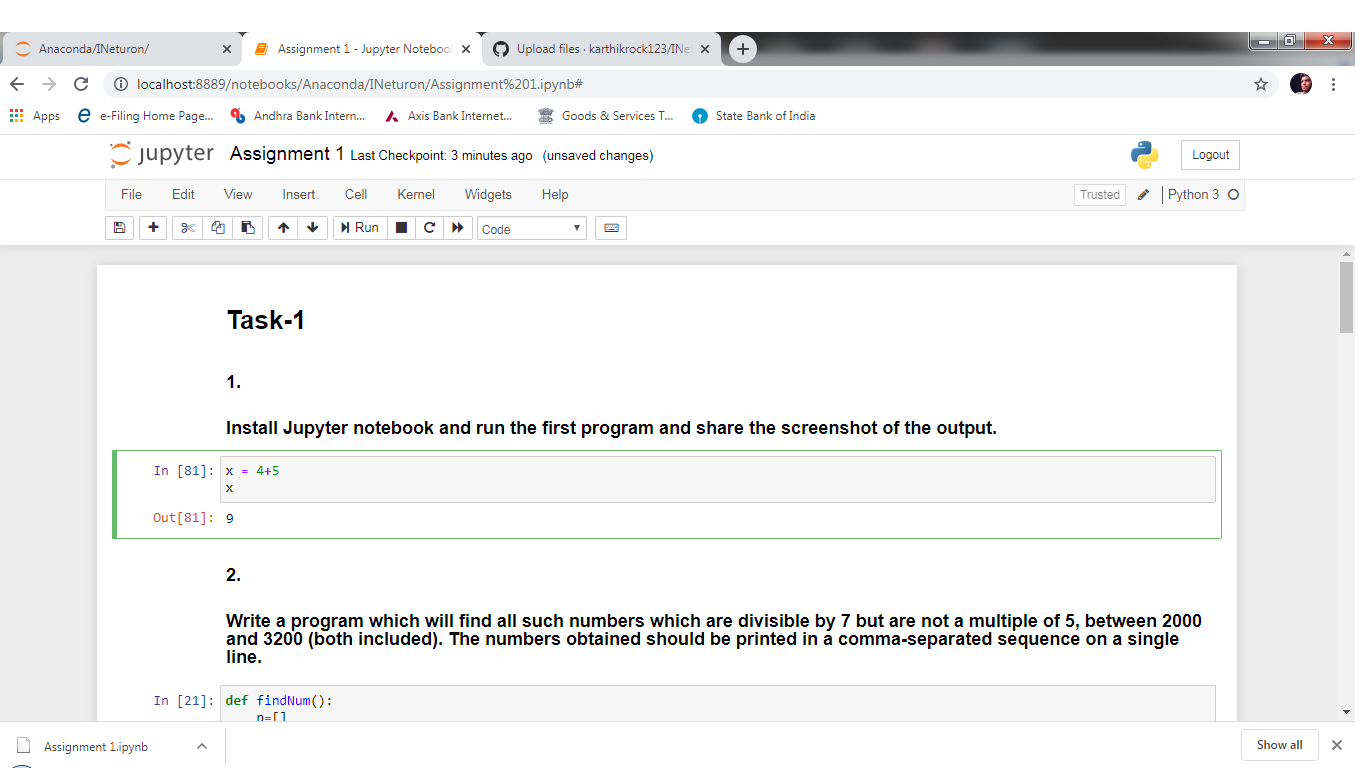 Anaconda/INeturon/
Assignment 1 - Jupyter Noteboo
Upload files · karthikrock123/INe
localhost:8889/notebooks/Anaconda/INeturon/Assignment%201.ipynb#
Apps e-Filing Home Page... Andhra Bank Intern... Axis Bank Internet... Goods & Services T... State Bank of India
jupyter Assignment 1 Last Checkpoint: 3 minutes ago (unsaved changes) Logout
File Edit View Insert Cell Kernel Widgets Help Trusted Python 3
Run Code
Task-1
1.
Install Jupyter notebook and run the first program and share the screenshot of the output.
In [81]: x = 4+5
x
Out[81]: 9
2.
Write a program which will find all such numbers which are divisible by 7 but are not a multiple of 5, between 2000
and 3200 (both included). The numbers obtained should be printed in a comma-separated sequence on a single
line.
In [21]: def findNum():
p=[]
Assignment 1.ipynb Show all